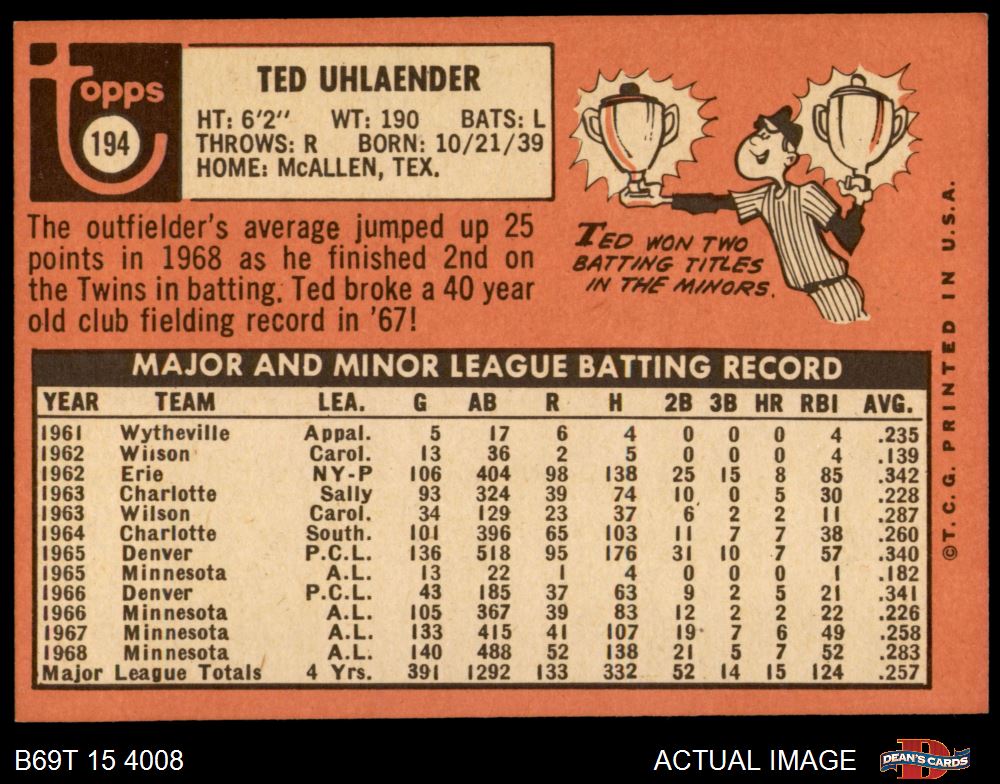 topps
194
TED UHLAENDER
HT: 6'2" WT: 190 BATS: L
THROWS: R BORN: 10/21/39
HOME: McALLEN, TEX.
The outfielder's average jumped up 25
points in 1968 as he finished 2nd on
the Twins in batting. Ted broke a 40 year
old club fielding record in '67!
TED WON TWO
BATTING TITLES
IN THE MINORS.
MAJOR AND MINOR LEAGUE BATTING RECORD
YEAR TEAM LEA. G AB R H 2B 3B HR RBI AVG.
1961 Wytheville Appal. 5 17 6 4 0 0 0 4 .235
1962 Wilson Carol. 13 36 2 5 0 0 0 4 .139
1962 Erie NY-P 106 404 98 138 25 15 8 85 .342
1963 Charlotte Sally 93 324 39 74 10 0 5 30 .228
1963 Wilson Carol. 34 129 23 37 6 2 2 11 .287
1964 Charlotte South. 101 396 65 103 11 7 7 38 .260
1965 Denver P.C.L. 136 518 95 176 31 10 7 57 .340
1965 Minnesota A.L. 13 22 1 4 0 0 0 1 .182
1966 Denver P.C.L. 43 185 37 63 9 2 5 21 .341
1966 Minnesota A.L. 105 367 39 83 12 2 2 22 .226
1967 Minnesota A.L. 133 415 41 107 19 7 6 49 .258
1968 Minnesota A.L. 140 488 52 138 21 5 7 52 .283
Major League Totals 4 Yrs. 391 1292 133 332 52 14 15 124 .257
©T.C.G. PRINTED IN U.S.A.
B69T 15 4008
ACTUAL IMAGE
DEAN'S CARDS